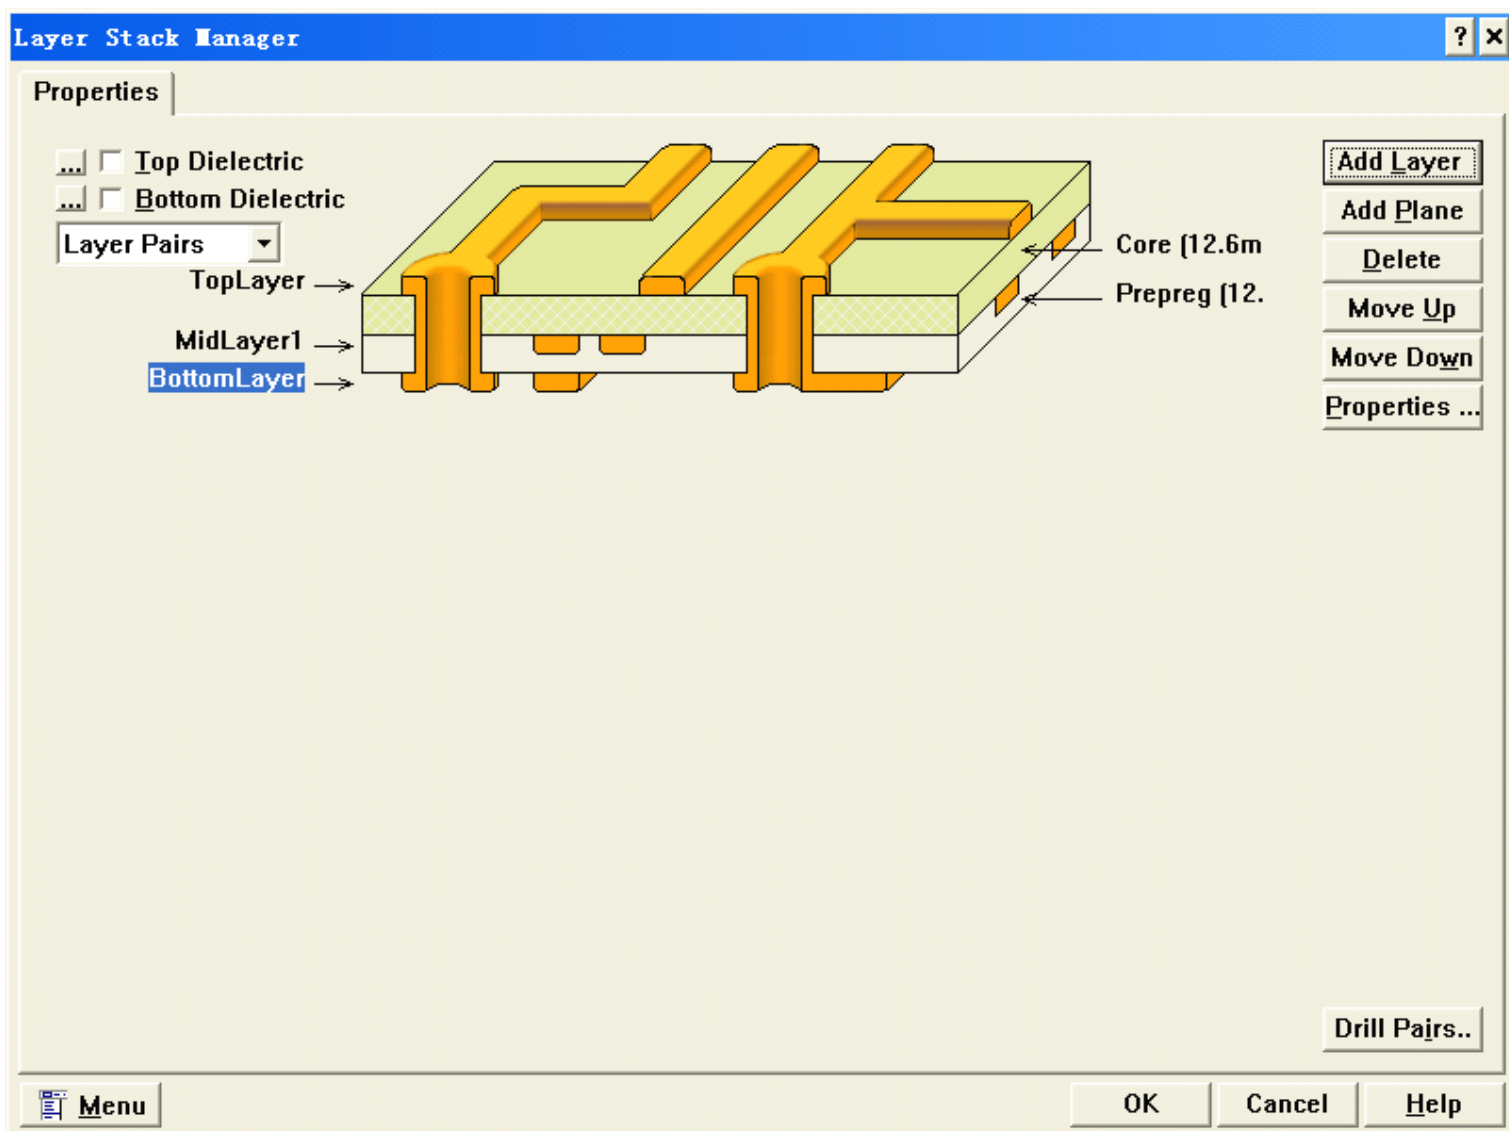 Layer Stack Manager
Properties
... Top Dielectric
... Bottom Dielectric
Layer Pairs
TopLayer
MidLayer1
BottomLayer
Core (12.6m
Prepreg (12.
Add Layer
Add Plane
Delete
Move Up
Move Down
Properties ...
Drill Pairs..
Menu
OK
Cancel
Help